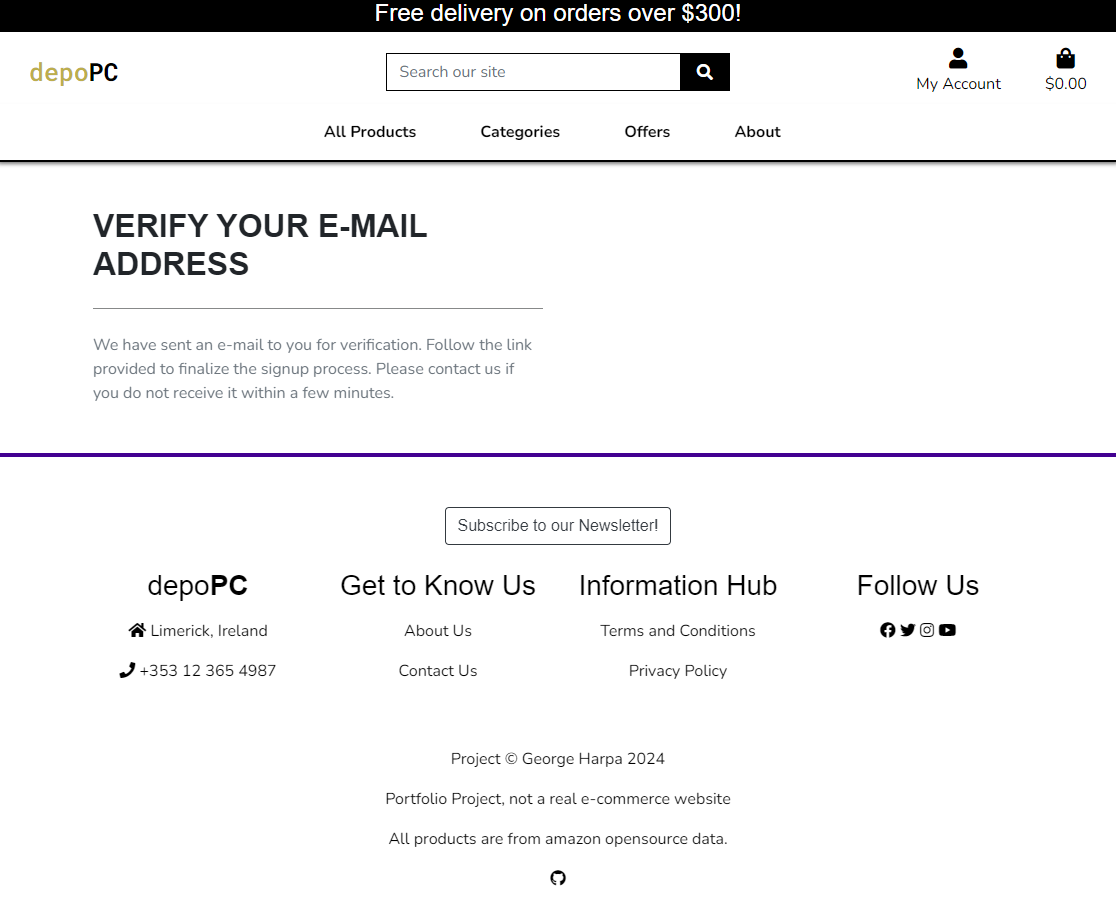 Free delivery on orders over $300!
depoPC
Search our site
My Account
$0.00
All Products
Categories
Offers
About
VERIFY YOUR E-MAIL
ADDRESS
We have sent an e-mail to you for verification. Follow the link
provided to finalize the signup process. Please contact us if
you do not receive it within a few minutes.
Subscribe to our Newsletter!
depoPC
Limerick, Ireland
+353 12 365 4987
Get to Know Us
About Us
Contact Us
Information Hub
Terms and Conditions
Privacy Policy
Follow Us
Project © George Harpa 2024
Portfolio Project, not a real e-commerce website
All products are from amazon opensource data.